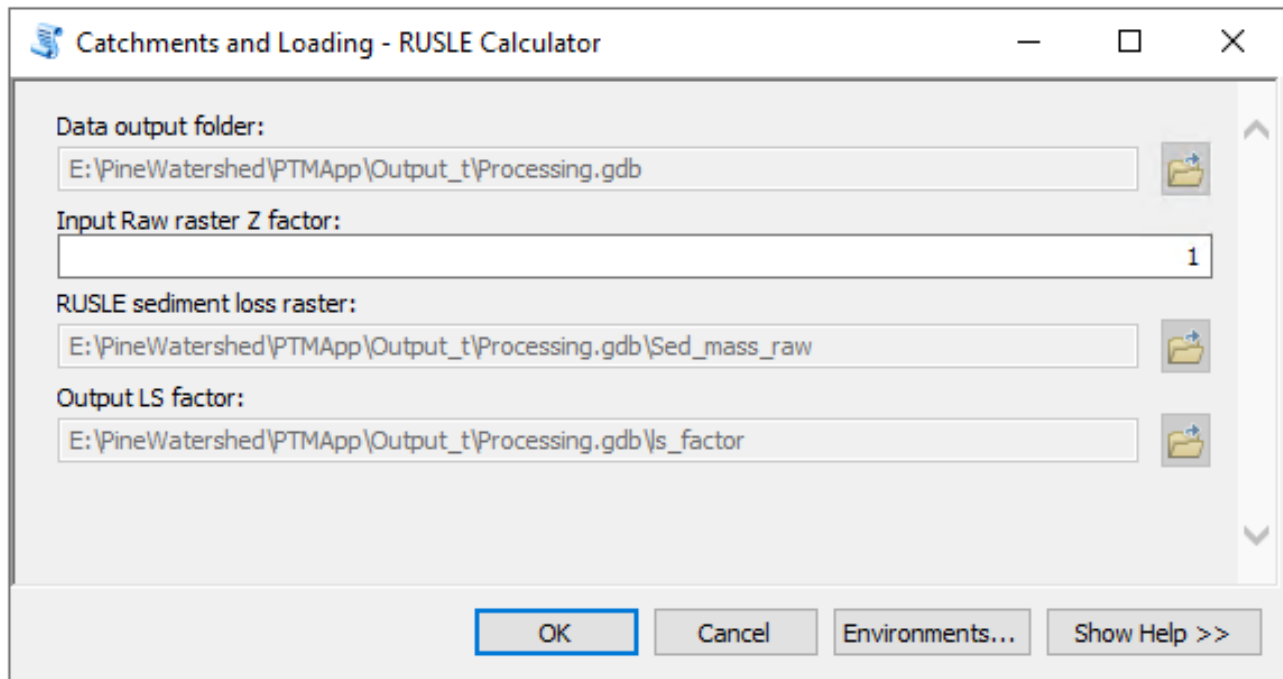 Catchments and Loading - RUSLE Calculator
Data output folder:
E:\PineWatershed\PTMApp\Output_t\Processing.gdb
Input Raw raster Z factor:
1
RUSLE sediment loss raster:
E:\PineWatershed\PTMApp\Output_t\Processing.gdb\Sed_mass_raw
Output LS factor:
E:\PineWatershed\PTMApp\Output_t\Processing.gdb\ls_factor
OK Cancel Environments... Show Help >>